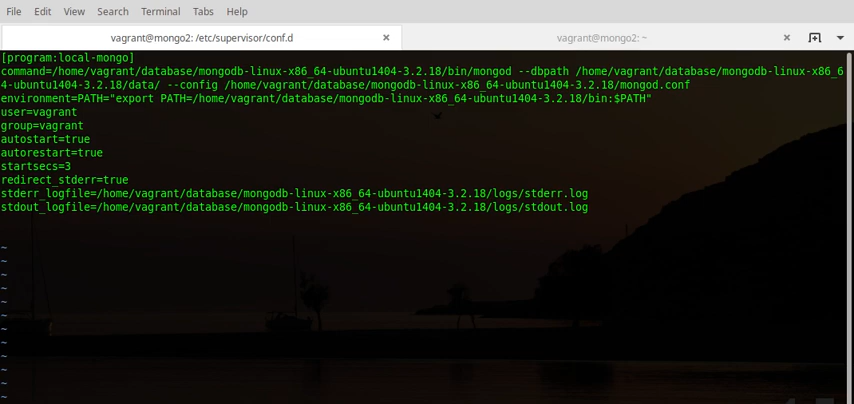 File Edit View Search Terminal Tabs Help
vagrant@mongo2: /etc/supervisor/conf.d × vagrant@mongo2: ~ ×
[program:local-mongo]
command=/home/vagrant/database/mongodb-linux-x86_64-ubuntu1404-3.2.18/bin/mongod --dbpath /home/vagrant/database/mongodb-linux-x86_6
4-ubuntu1404-3.2.18/data/ --config /home/vagrant/database/mongodb-linux-x86_64-ubuntu1404-3.2.18/mongod.conf
environment=PATH="export PATH=/home/vagrant/database/mongodb-linux-x86_64-ubuntu1404-3.2.18/bin:$PATH"
user=vagrant
group=vagrant
autostart=true
autorestart=true
startsecs=3
redirect_stderr=true
stderr_logfile=/home/vagrant/database/mongodb-linux-x86_64-ubuntu1404-3.2.18/logs/stderr.log
stdout_logfile=/home/vagrant/database/mongodb-linux-x86_64-ubuntu1404-3.2.18/logs/stdout.log
~
~
~
~
~
~
~
~
~
~
~
~